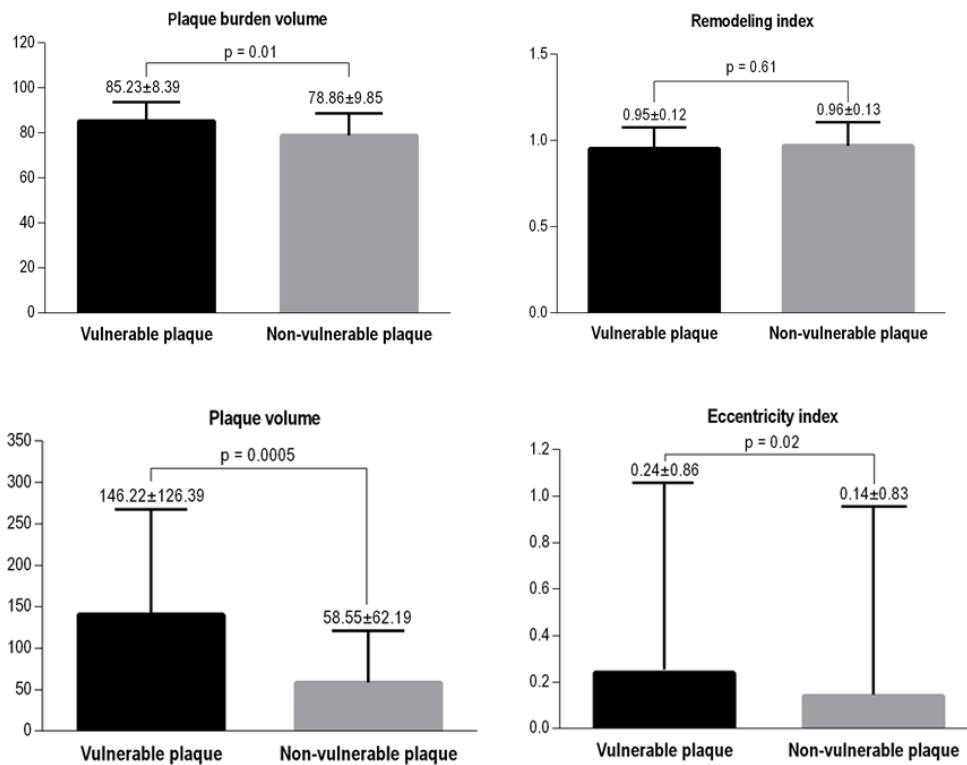 Plaque burden volume
p = 0.01
85.23±8.39
78.86±9.85
120
100
80
60
40
20
0
Vulnerable plaque
Non-vulnerable plaque
Remodeling index
p = 0.61
0.95±0.12
0.96±0.13
1.5
1.0
0.5
0.0
Vulnerable plaque
Non-vulnerable plaque
Plaque volume
p = 0.0005
146.22±126.39
58.55±62.19
350
300
250
200
150
100
50
0
Vulnerable plaque
Non-vulnerable plaque
Eccentricity index
p = 0.02
0.24±0.86
0.14±0.83
1.2
1.0
0.8
0.6
0.4
0.2
0.0
Vulnerable plaque
Non-vulnerable plaque